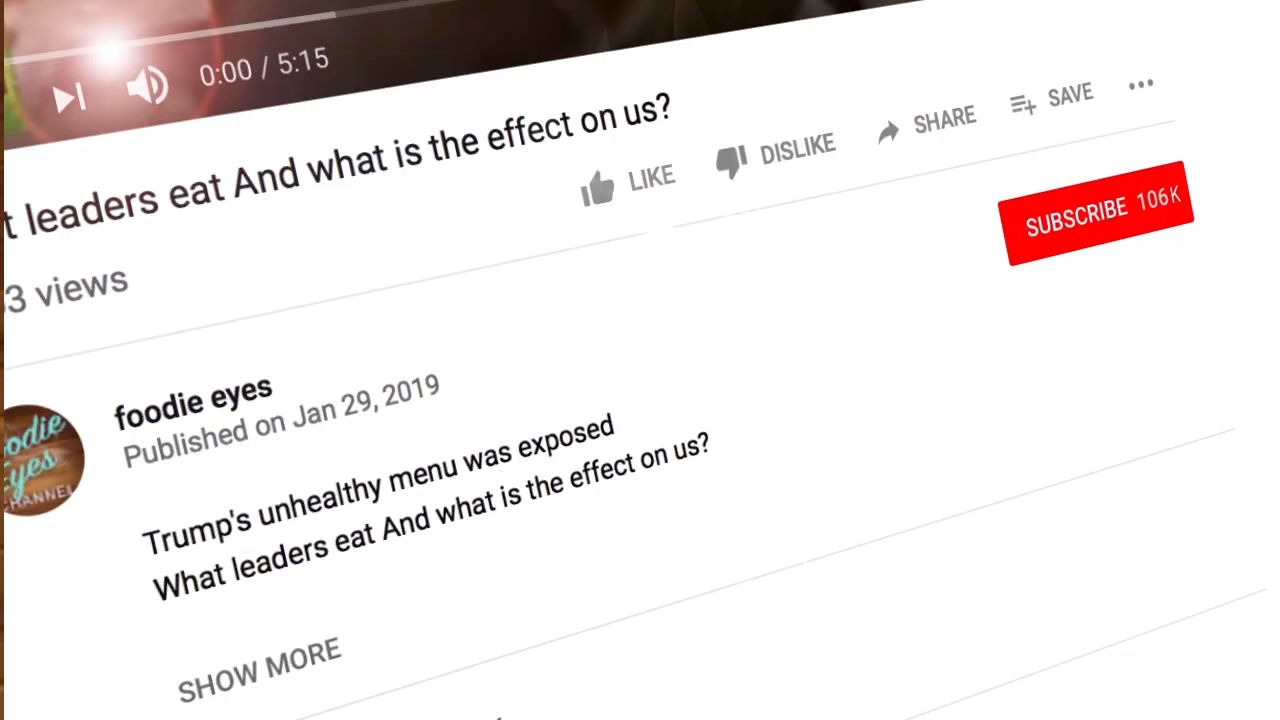 0:00 / 5:15
leaders eat And what is the effect on us?
LIKE
DISLIKE
SHARE
SAVE
SUBSCRIBE 106K
3 views
foodie eyes
Published on Jan 29, 2019
Trump's unhealthy menu was exposed
What leaders eat And what is the effect on us?
SHOW MORE